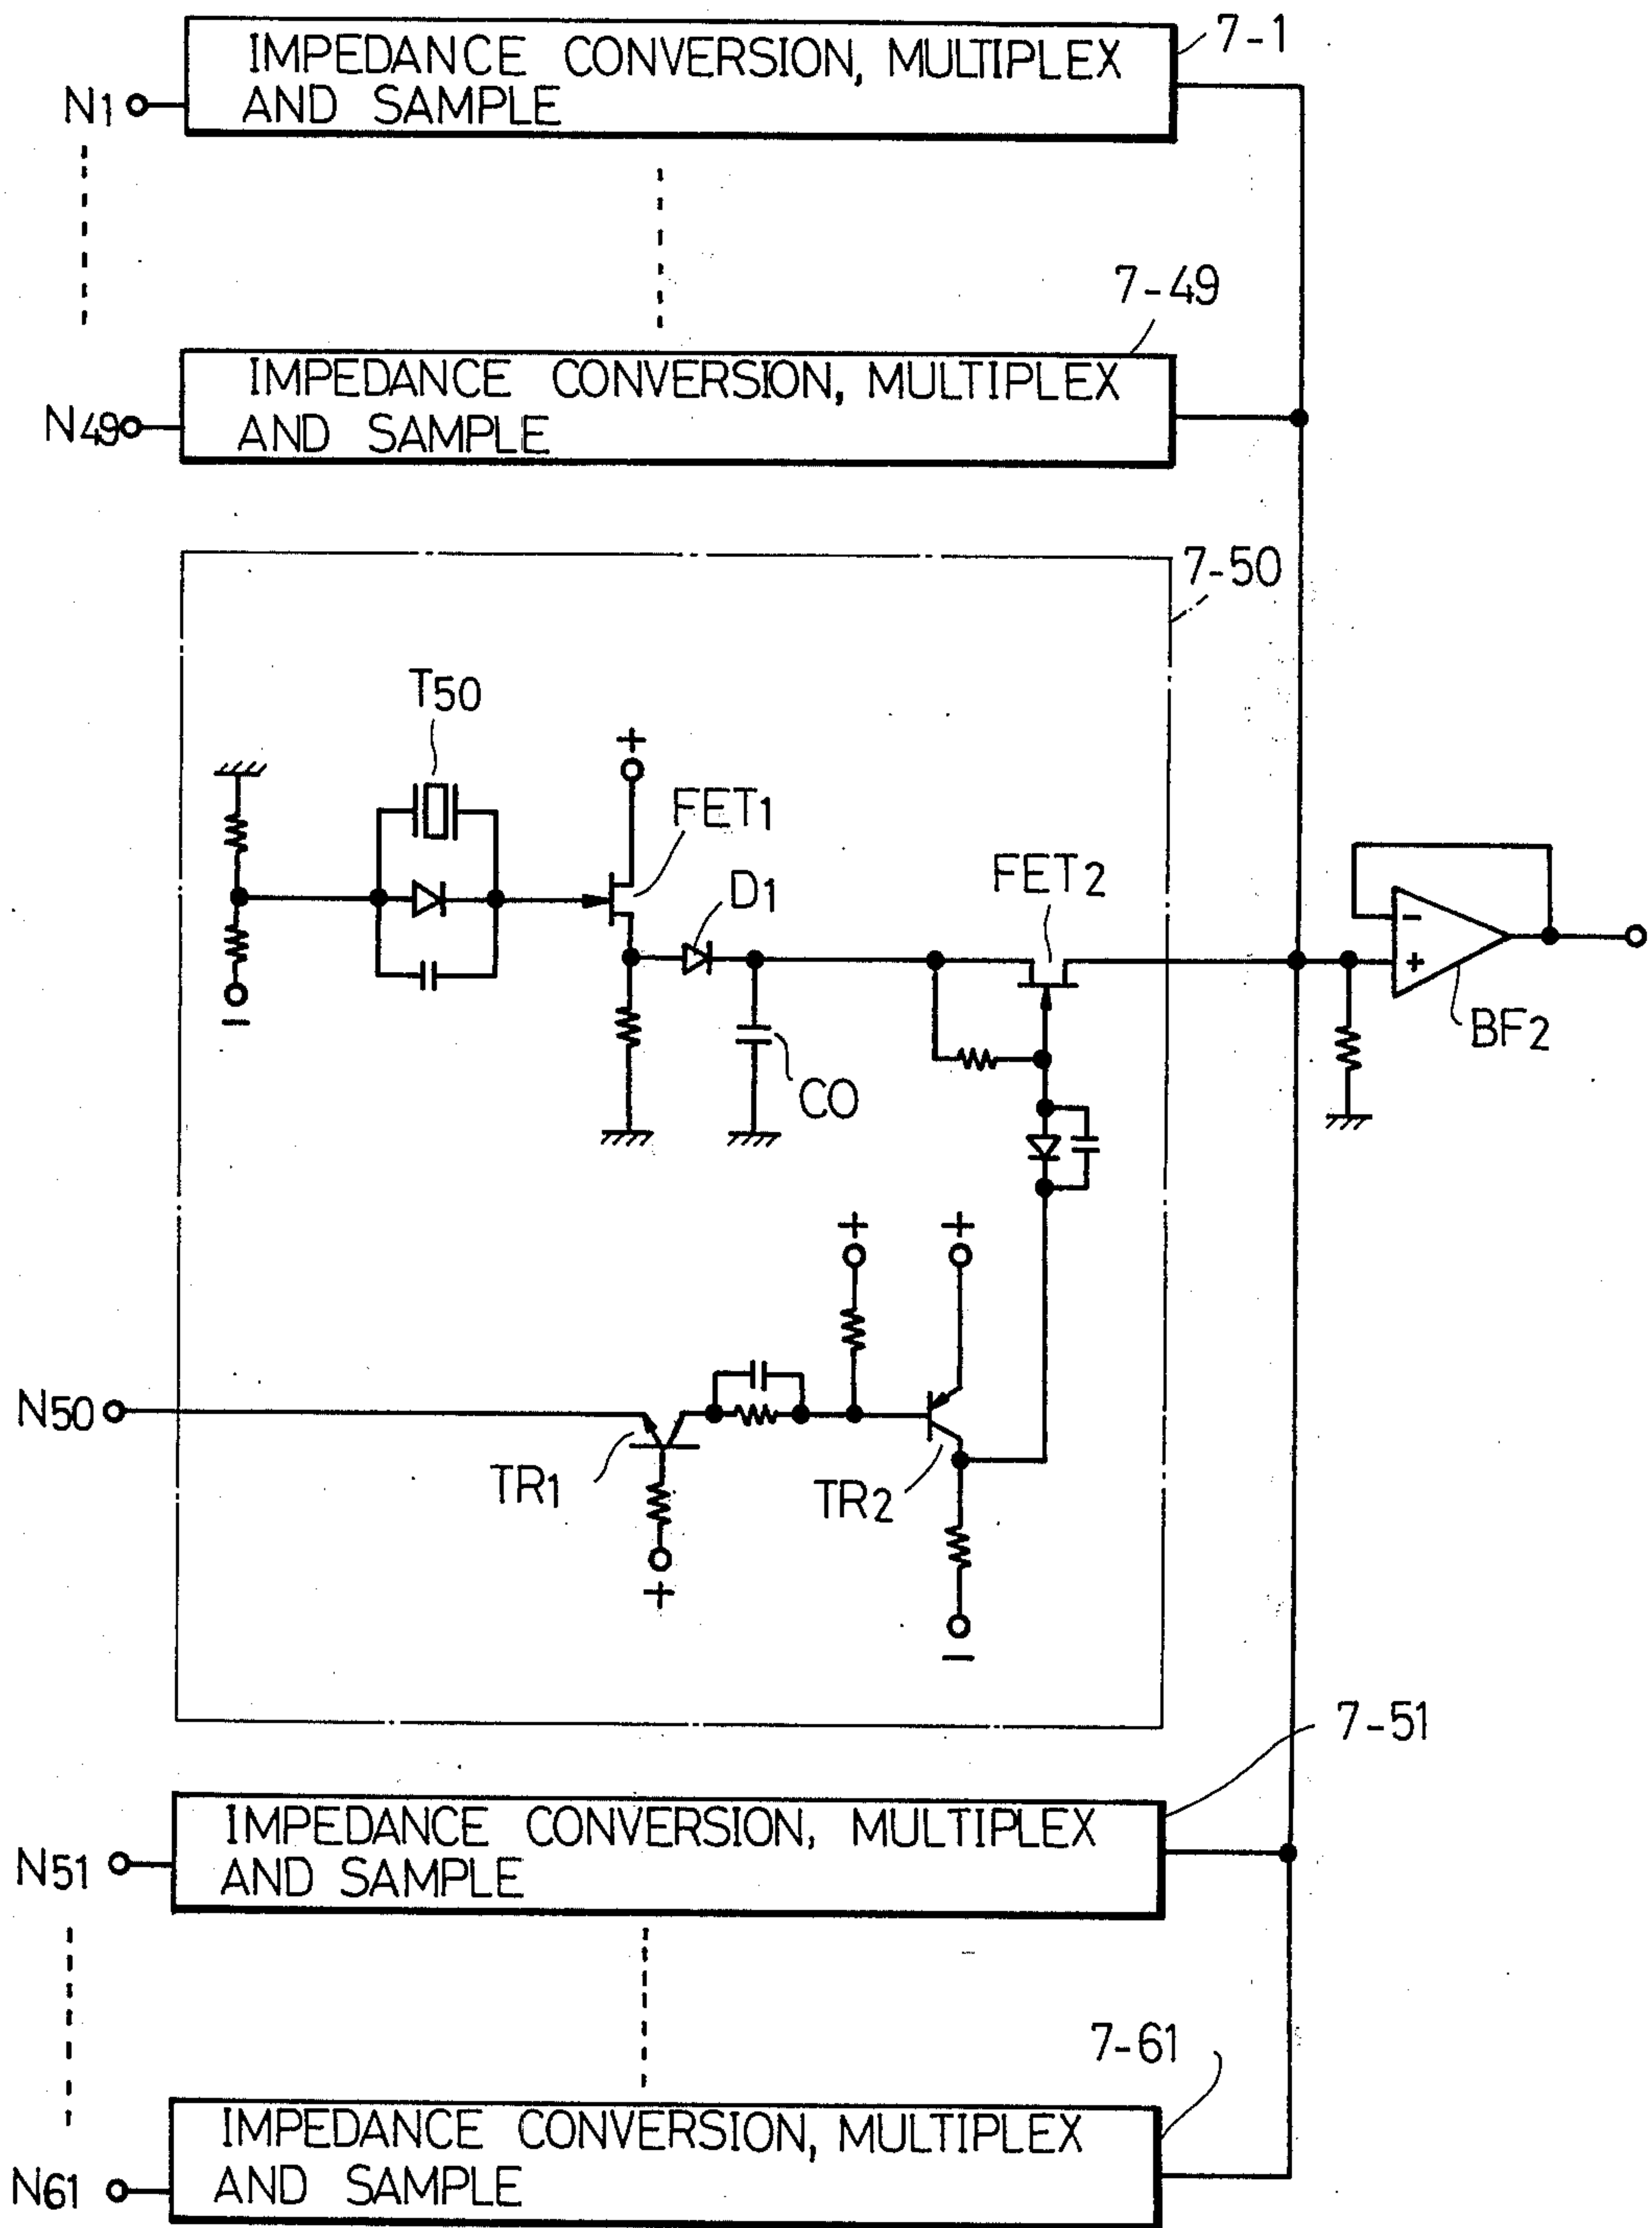 7-1
IMPEDANCE CONVERSION, MULTIPLEX
AND SAMPLE
N1
7-49
IMPEDANCE CONVERSION, MULTIPLEX
AND SAMPLE
N49
7-50
T50
+
FET1
D1
FET2
-
+
BF2
-
CO
+
+
N50
TR1
TR2
+
-
7-51
IMPEDANCE CONVERSION, MULTIPLEX
AND SAMPLE
N51
7-61
IMPEDANCE CONVERSION, MULTIPLEX
AND SAMPLE
N61